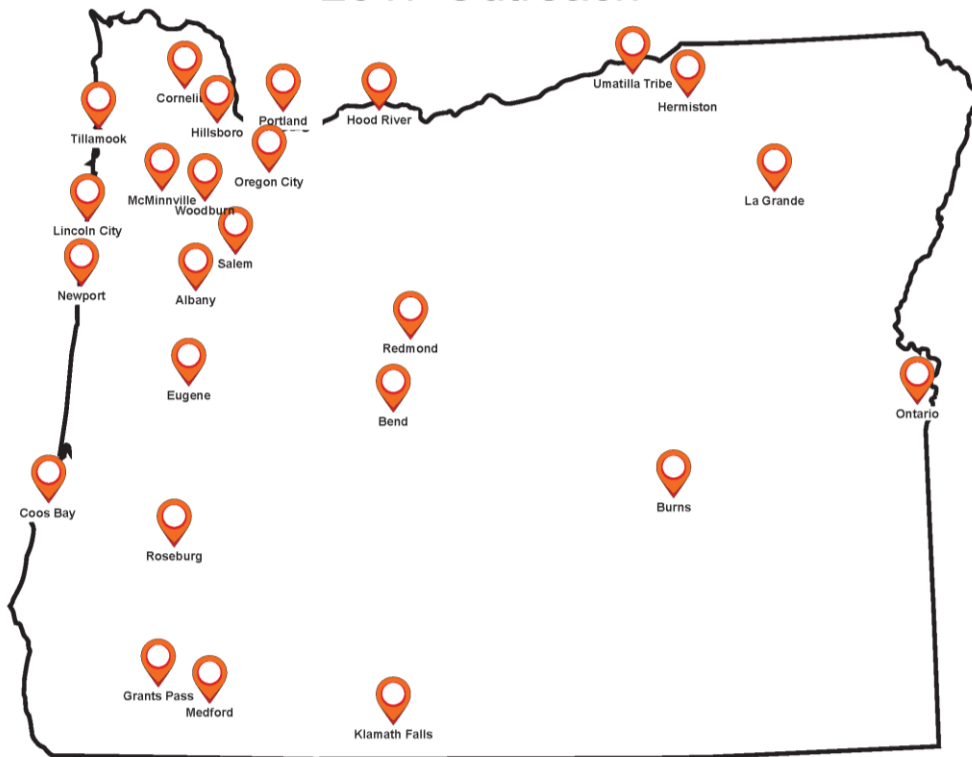 Outreach
Umatilla Tribe
Hermiston
Hillsboro
Portland
Hood River
Tillamook
Oregon City
McMinnville
Woodburn
La Grande
Lincoln City
Salem
Newport
Albany
Redmond
Eugene
Bend
Ontario
Coos Bay
Burns
Roseburg
Grants Pass
Medford
Klamath Falls